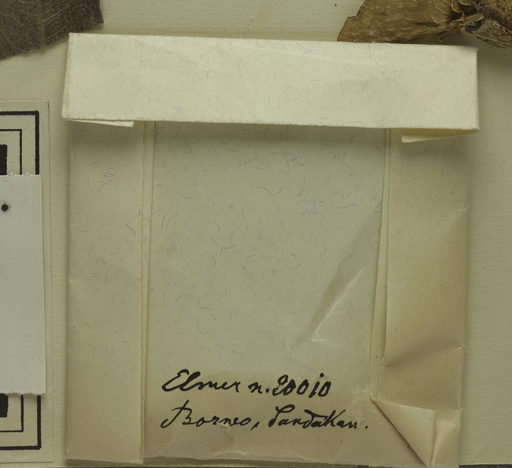 Elmer n. 20010
Borneo, Sandakan.